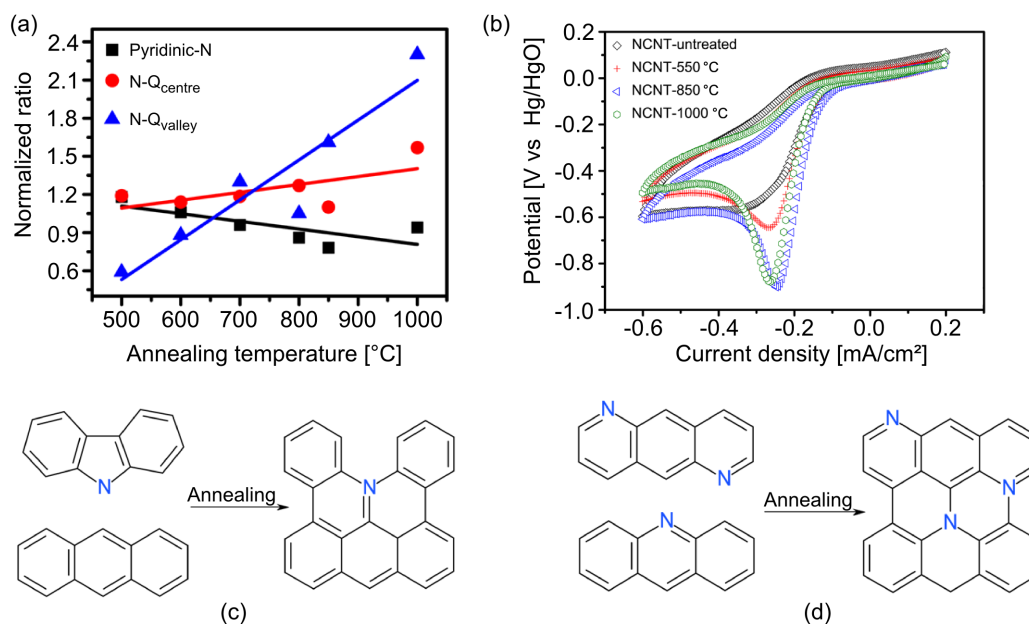 (a)
Normalized ratio
2.4
2.1
1.8
1.5
1.2
0.9
0.6
Pyridinic-N
N-Qcentre
N-Qvalley
500 600 700 800 900 1000
Annealing temperature [°C]
(b)
Potential [V vs Hg/HgO]
0.2
0.0
-0.2
-0.4
-0.6
-0.8
-1.0
NCNT-untreated
NCNT-550 °C
NCNT-850 °C
NCNT-1000 °C
-0.6 -0.4 -0.2 0.0 0.2
Current density [mA/cm²]
N
Annealing
N
(c)
N
N
N
Annealing
N
N
N
(d)